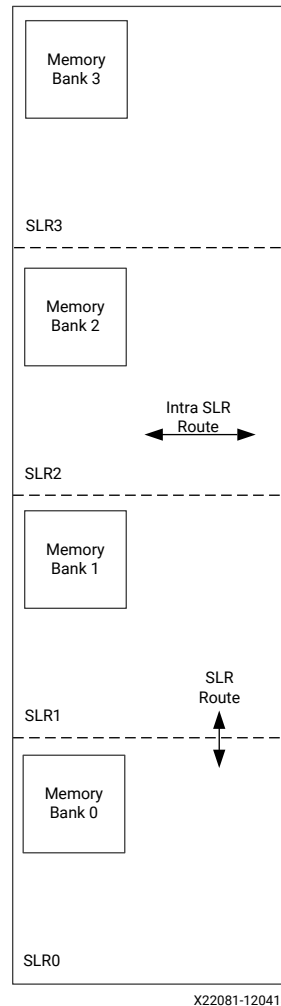 Memory
Bank 3
SLR3
Memory
Bank 2
Intra SLR
Route
SLR2
Memory
Bank 1
SLR
Route
SLR1
Memory
Bank 0
SLR0
X22081-12041